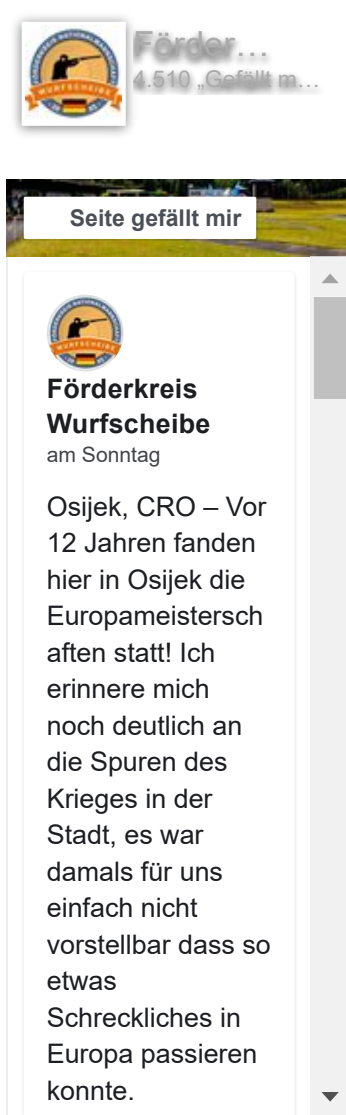 Förder…
4.510 „Gefällt m…
Seite gefällt mir
WURFSCHEIBE
Förderkreis
Wurfscheibe
am Sonntag
Osijek, CRO – Vor
12 Jahren fanden
hier in Osijek die
Europameistersch
aften statt! Ich
erinnere mich
noch deutlich an
die Spuren des
Krieges in der
Stadt, es war
damals für uns
einfach nicht
vorstellbar dass so
etwas
Schreckliches in
Europa passieren
konnte.